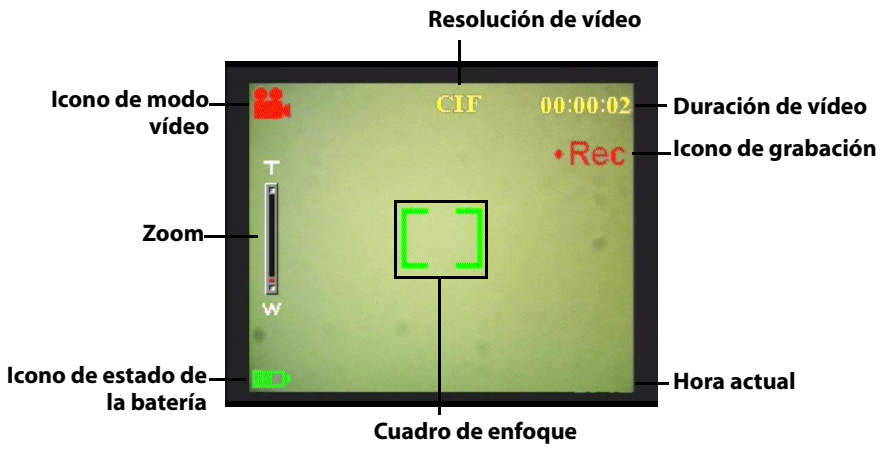 Resolución de vídeo
Icono de modo
vídeo
CIF
00:00:02
Duración de vídeo
Rec
Icono de grabación
T
Zoom
W
Icono de estado de
la batería
Hora actual
Cuadro de enfoque